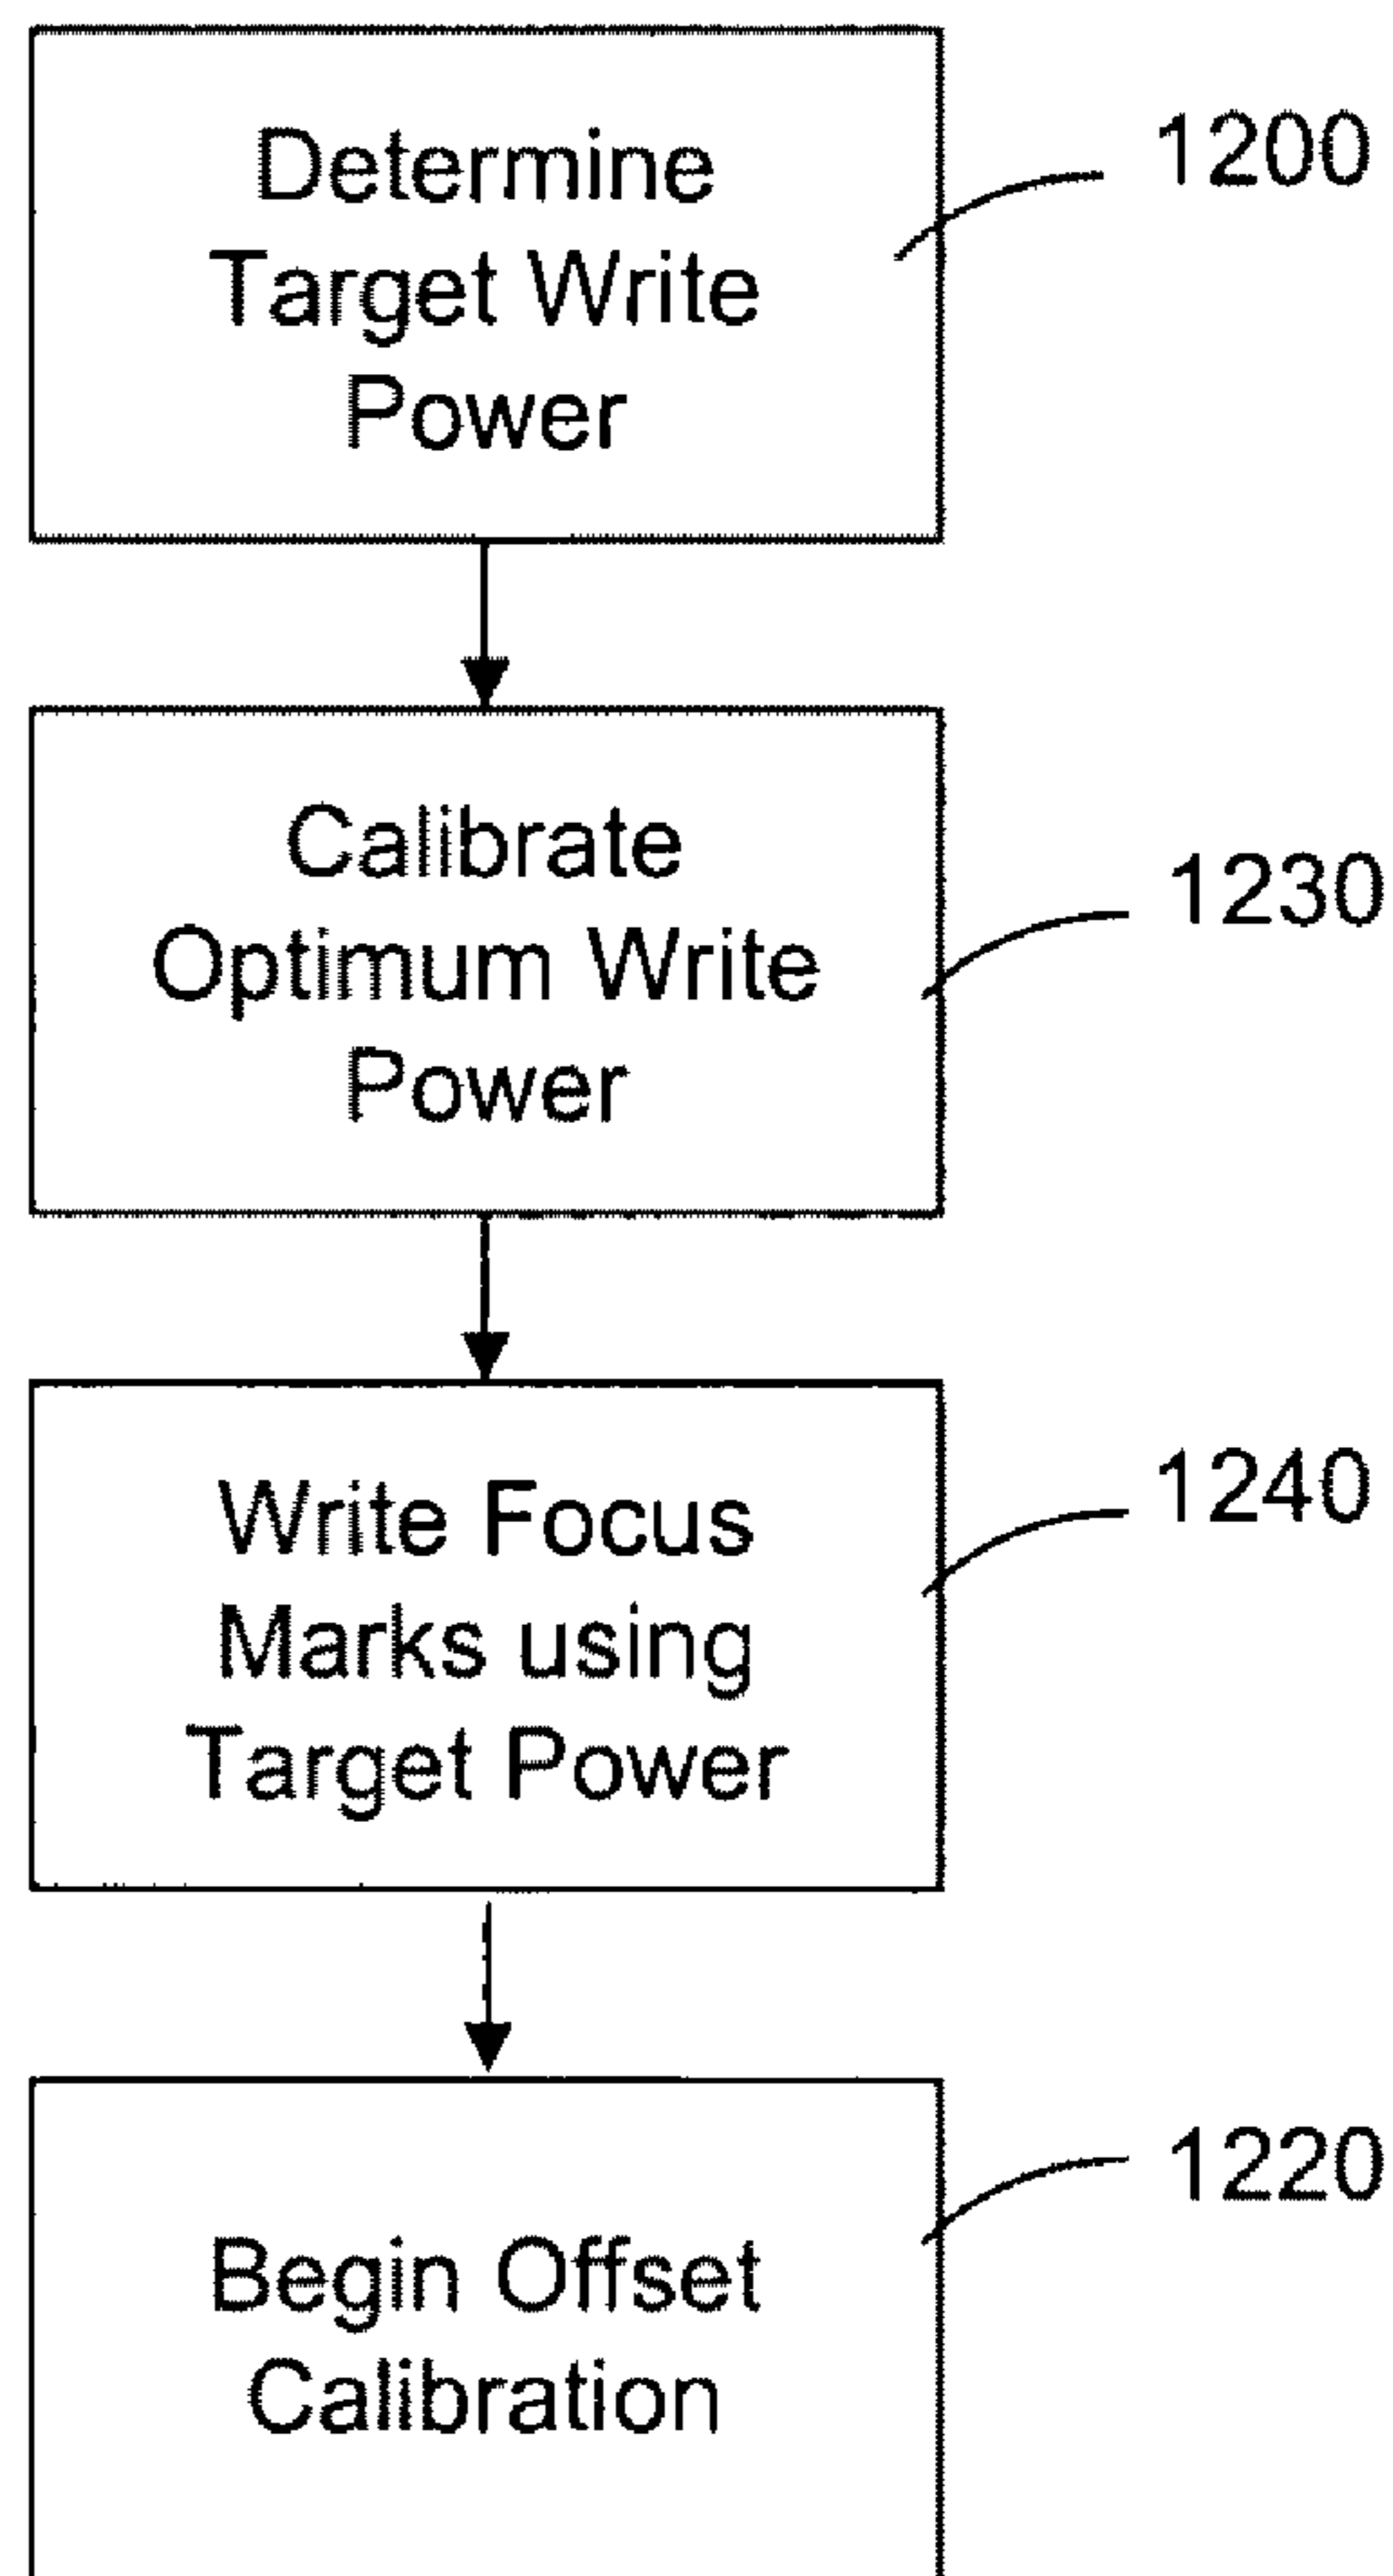 Determine
Target Write
Power
1200
Calibrate
Optimum Write
Power
1230
Write Focus
Marks using
Target Power
1240
Begin Offset
Calibration
1220